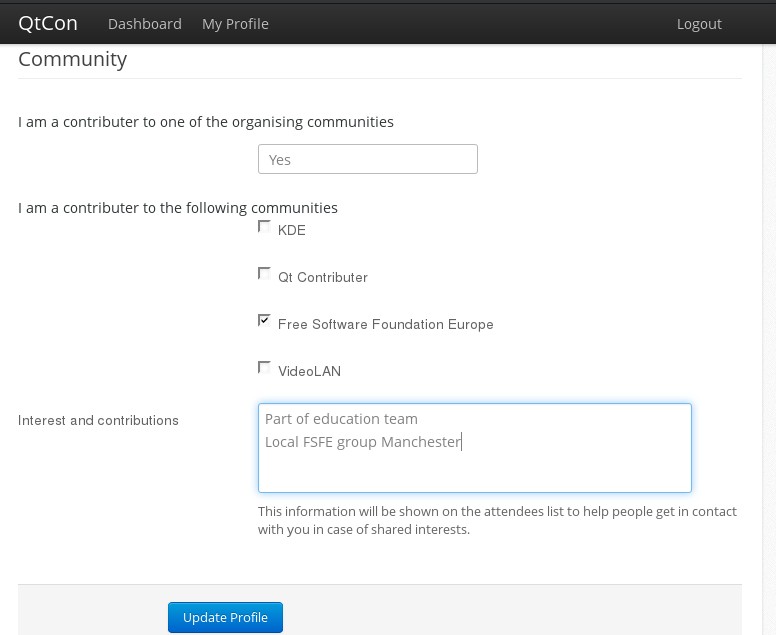 QtCon Dashboard My Profile Logout
Community
I am a contributer to one of the organising communities
Yes
I am a contributer to the following communities
KDE
Qt Contributer
Free Software Foundation Europe
VideoLAN
Interest and contributions
Part of education team
Local FSFE group Manchester
This information will be shown on the attendees list to help people get in contact
with you in case of shared interests.
Update Profile